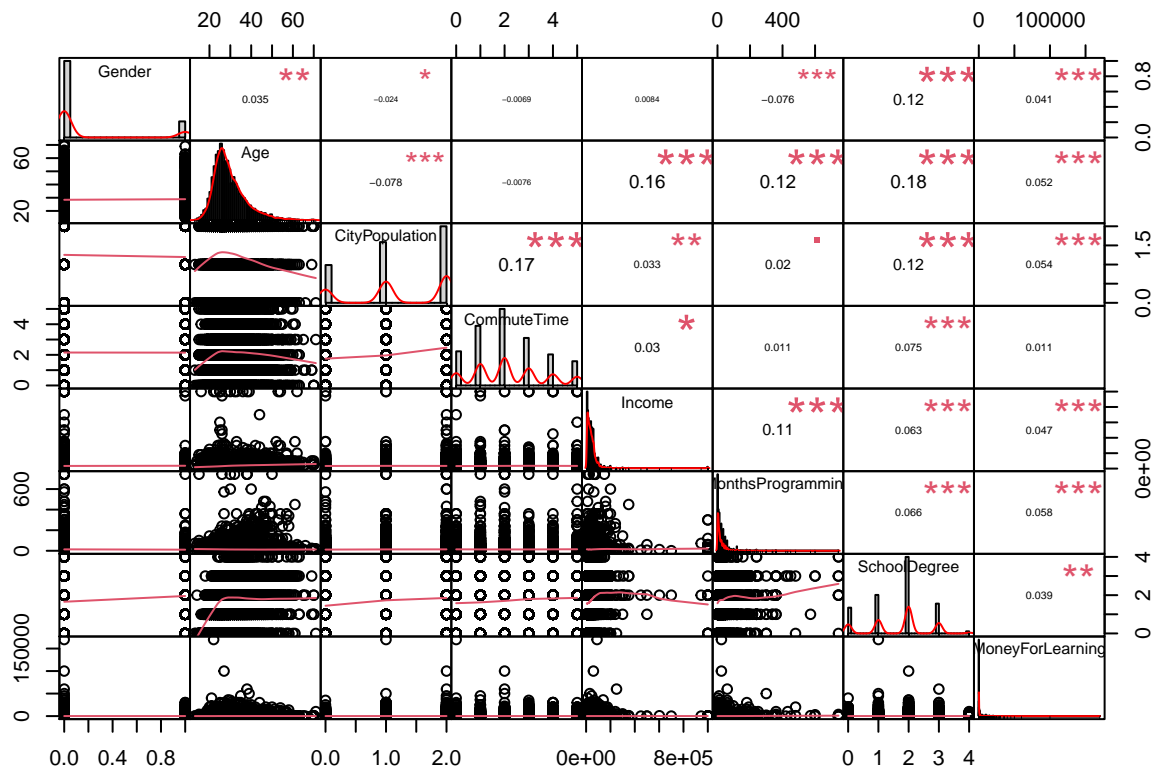 20 40 60 0 2 4 0 400 0 100000
Gender ** * *** *** ***
0.035 −0.024 −0.0069 0.0084 −0.076 0.12 0.041
0.0 0.8
20 60
Age *** *** *** *** ***
−0.078 −0.0076 0.16 0.12 0.18 0.052
CityPopulation *** ** *** ***
0.17 0.033 0.02 0.12 0.054
0.0 1.5
0 2 4
CommuteTime * ***
0.03 0.011 0.075 0.011
Income *** *** ***
0.11 0.063 0.047
0e+00
0 600
MonthsProgramming *** ***
0.066 0.058
SchoolDegree **
0.039
0 2 4
0 150000
MoneyForLearning
0.0 0.4 0.8 0.0 1.0 2.0 0e+00 8e+05 0 1 2 3 4